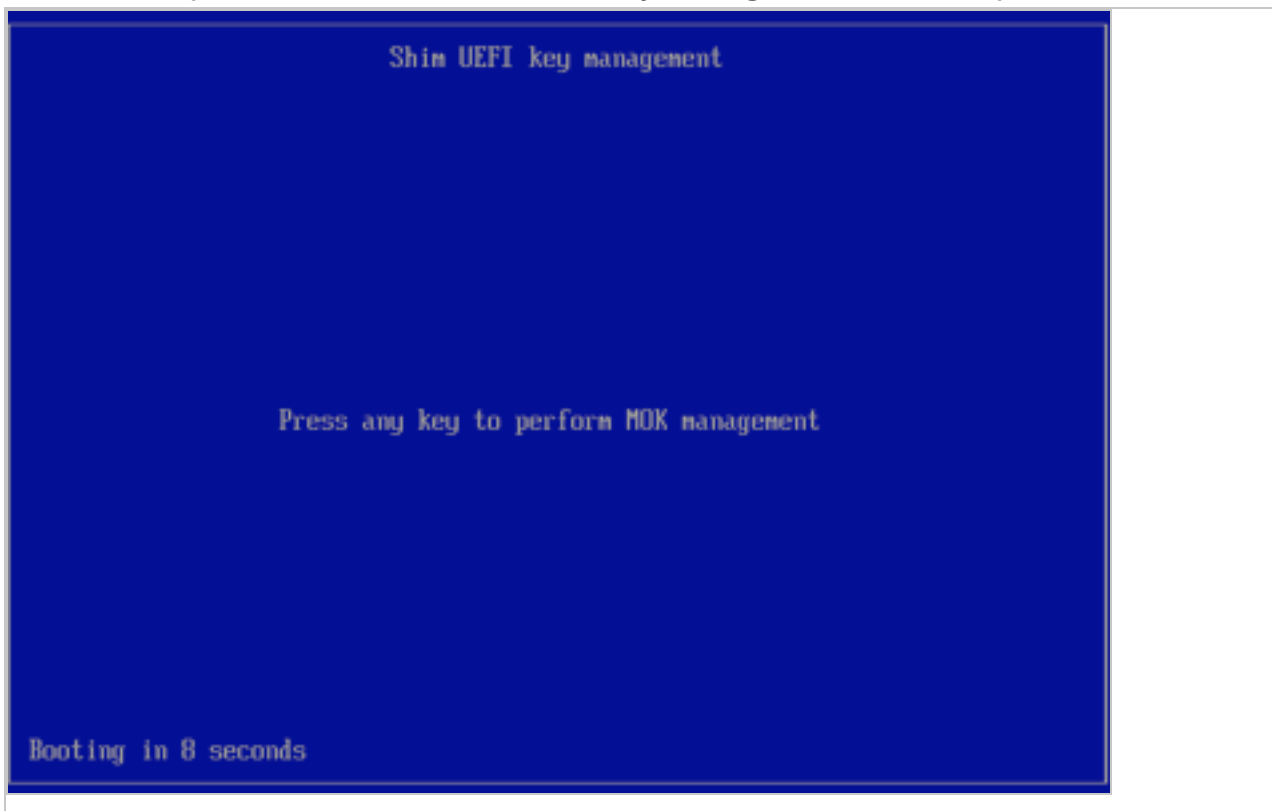 Shim UEFI key management
Press any key to perform MOK management
Booting in 8 seconds